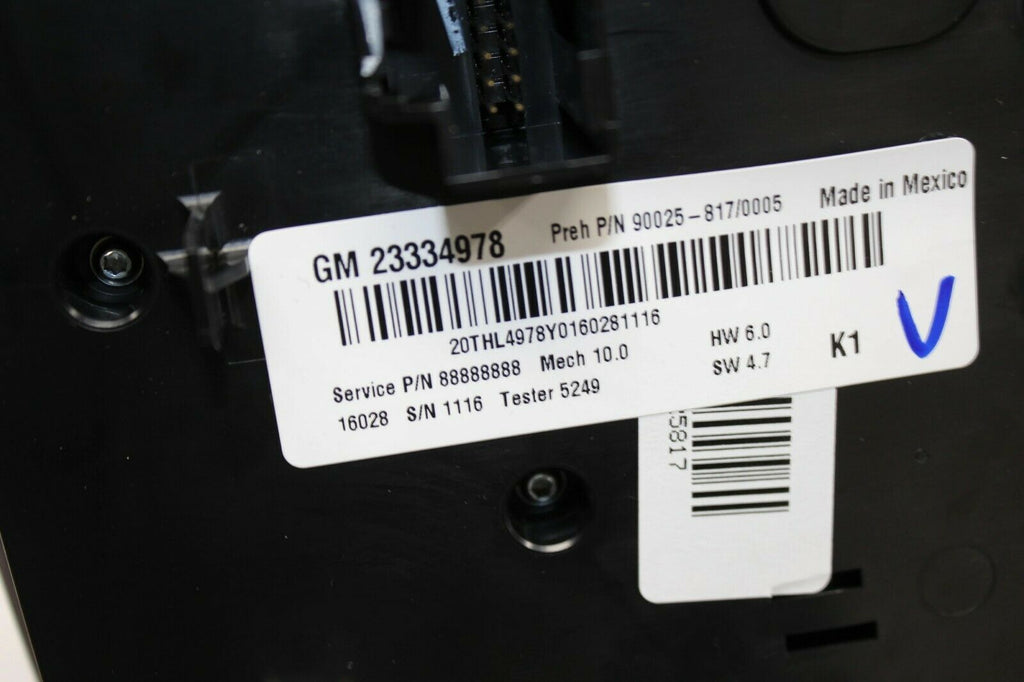 GM 23334978 Preh P/N 90025-817/0005 Made in Mexico
20THL4978Y0160281116
Service P/N 88888888 Mech 10.0 HW 6.0 K1 V
16028 S/N 1116 Tester 5249 SW 4.7
5817